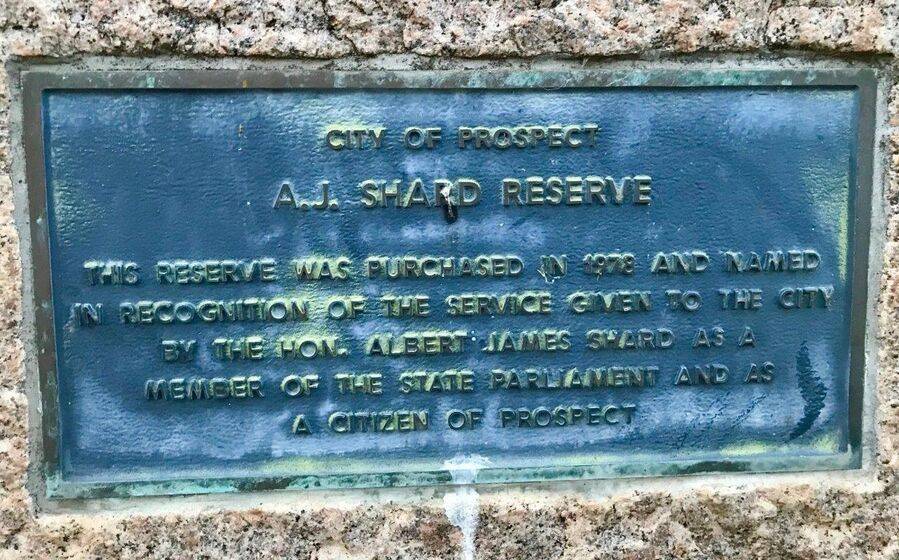 CITY OF PROSPECT
A.J. SHARD RESERVE
THIS RESERVE WAS PURCHASED IN 1978 AND NAMED
IN RECOGNITION OF THE SERVICE GIVEN TO THE CITY
BY THE HON. ALBERT JAMES SHARD AS A
MEMBER OF THE STATE PARLIAMENT AND AS
A CITIZEN OF PROSPECT